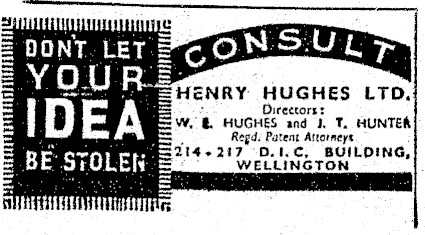 DON'T LET
YOUR
IDEA
BE STOLEN
CONSULT
HENRY HUGHES LTD.
Directors:
W. E. HUGHES and J. T. HUNTER
Regd. Patent Attorneys
214-217 D.I.C. BUILDING,
WELLINGTON